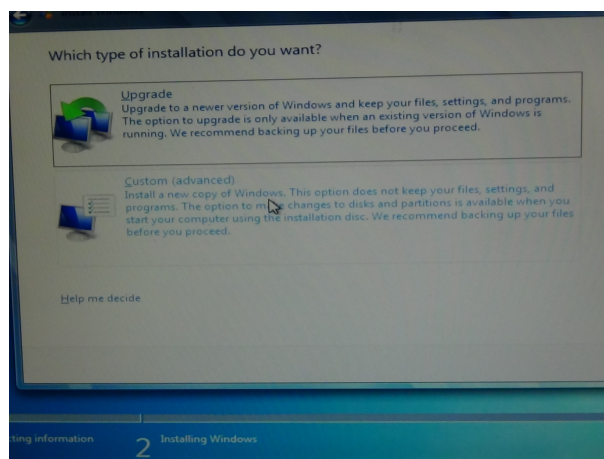 Which type of installation do you want?
Upgrade
Upgrade to a newer version of Windows and keep your files, settings, and programs.
The option to upgrade is only available when an existing version of Windows is
running. We recommend backing up your files before you proceed.
Custom (advanced)
Install a new copy of Windows. This option does not keep your files, settings, and
programs. The option to make changes to disks and partitions is available when you
start your computer using the installation disc. We recommend backing up your files
before you proceed.
Help me decide
cting information
2 Installing Windows